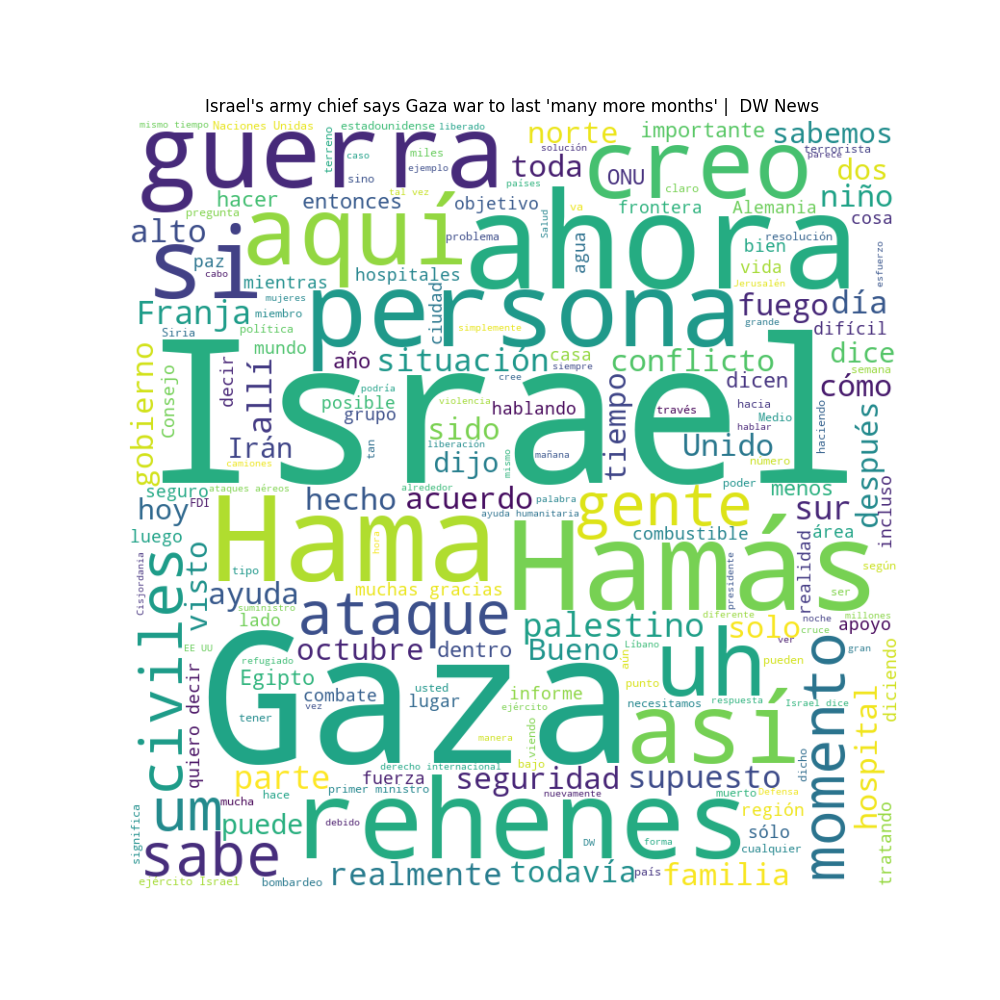 Israel's army chief says Gaza war to last 'many more months' | DW News
mismo tiempo
Naciones Unidas
estadounidense
liberado
guerra
terreno
caso
miles
ejemplo
sino
norte
solución
importante
sabemos
terrorista
parece
toda
ONU
creo
claro
países
dos
niño
cosa
hacer
entonces
tal vez
objetivo
Salud
va
frontera
Alemania
pregunta
aquí
ahora
alto
si
paz
cabo
problema
agua
bien
resolución
esfuerzo
vida
Jerusalén
mientras
hospitales
mujeres
miembro
ciudad
persona
simplemente
grande
fuego
día
difícil
Franja
Siria
política
mundo
año
situación
casa
siempre
conflicto
dice
semana
gobierno
Consejo
decir
allí
cree
podría
posible
grupo
violencia
hablando
tiempo
través
dicen
hacia
hablar
Medio
cómo
haciendo
después
Israel
Irán
tan
sido
liberación
dijo
mismo
mañana
Unido
número
poder
camiones
seguro
ataques aéreos
alrededor
menos
hoy
FDI
hecho
acuerdo
palabra
ayuda humanitaria
gente
combustible
sur
área
incluso
luego
Hama
hora
Hamás
realidad
según
Cisjordania
civiles
visto
tipo
muchas gracias
presidente
ser
ayuda
suministro
lado
ataque
palestino
diferente
solo
noche
cruce
apoyo
millones
EE UU
refugiado
octubre
dentro
Bueno
Líbano
aún
uh
ver
pueden
gran
Egipto
Gaza
combate
vez
usted
lugar
informe
ejército
punto
necesitamos
respuesta
Israel dice
momento
hospital
diciendo
quiero decir
tener
manera
viendo
bajo
así
dicho
derecho internacional
parte
fuerza
seguridad
nuevamente
supuesto
primer ministro
hace
muerto
Defensa
región
um
mucha
puede
rehenes
debido
DW
forma
sólo
cualquier
significa
sabe
tratando
ejército Israel
bombardeo
realmente
todavía
país
familia